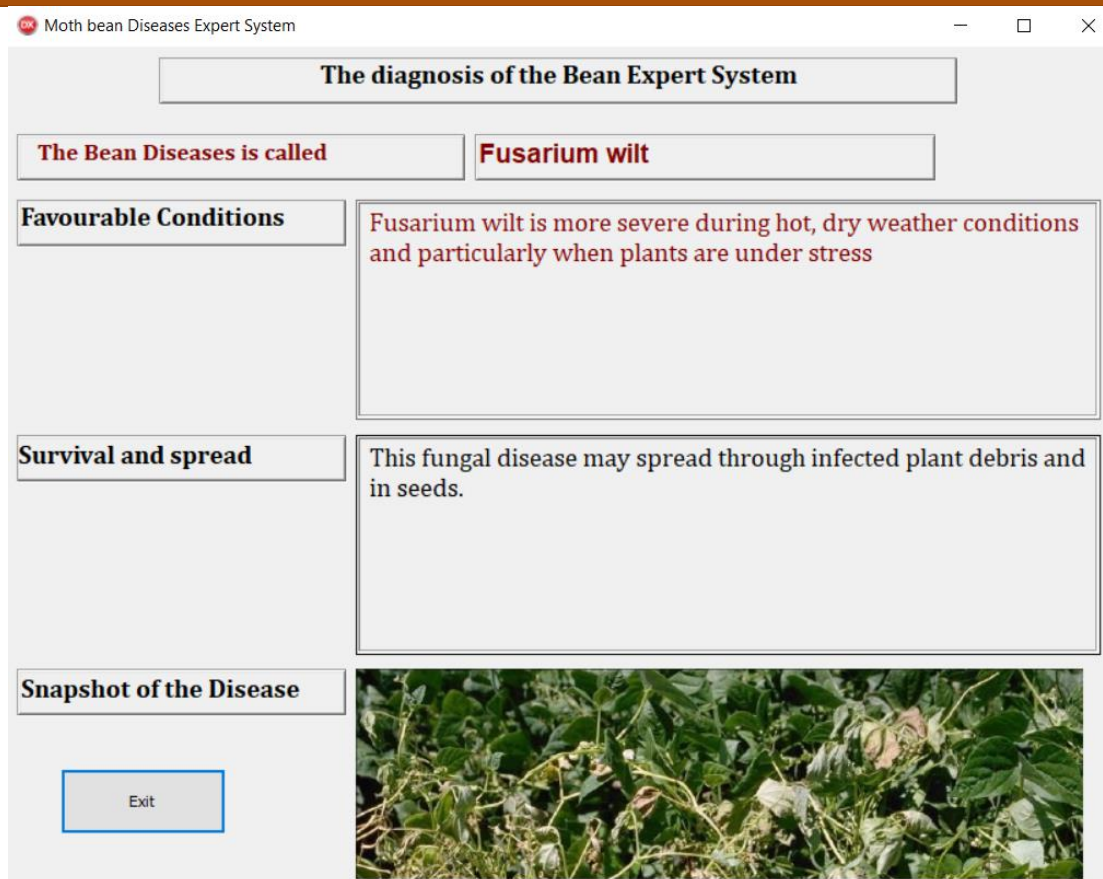 DX Moth bean Diseases Expert System
The diagnosis of the Bean Expert System
The Bean Diseases is called
Fusarium wilt
Favourable Conditions
Fusarium wilt is more severe during hot, dry weather conditions
and particularly when plants are under stress
Survival and spread
This fungal disease may spread through infected plant debris and
in seeds.
Snapshot of the Disease
Exit